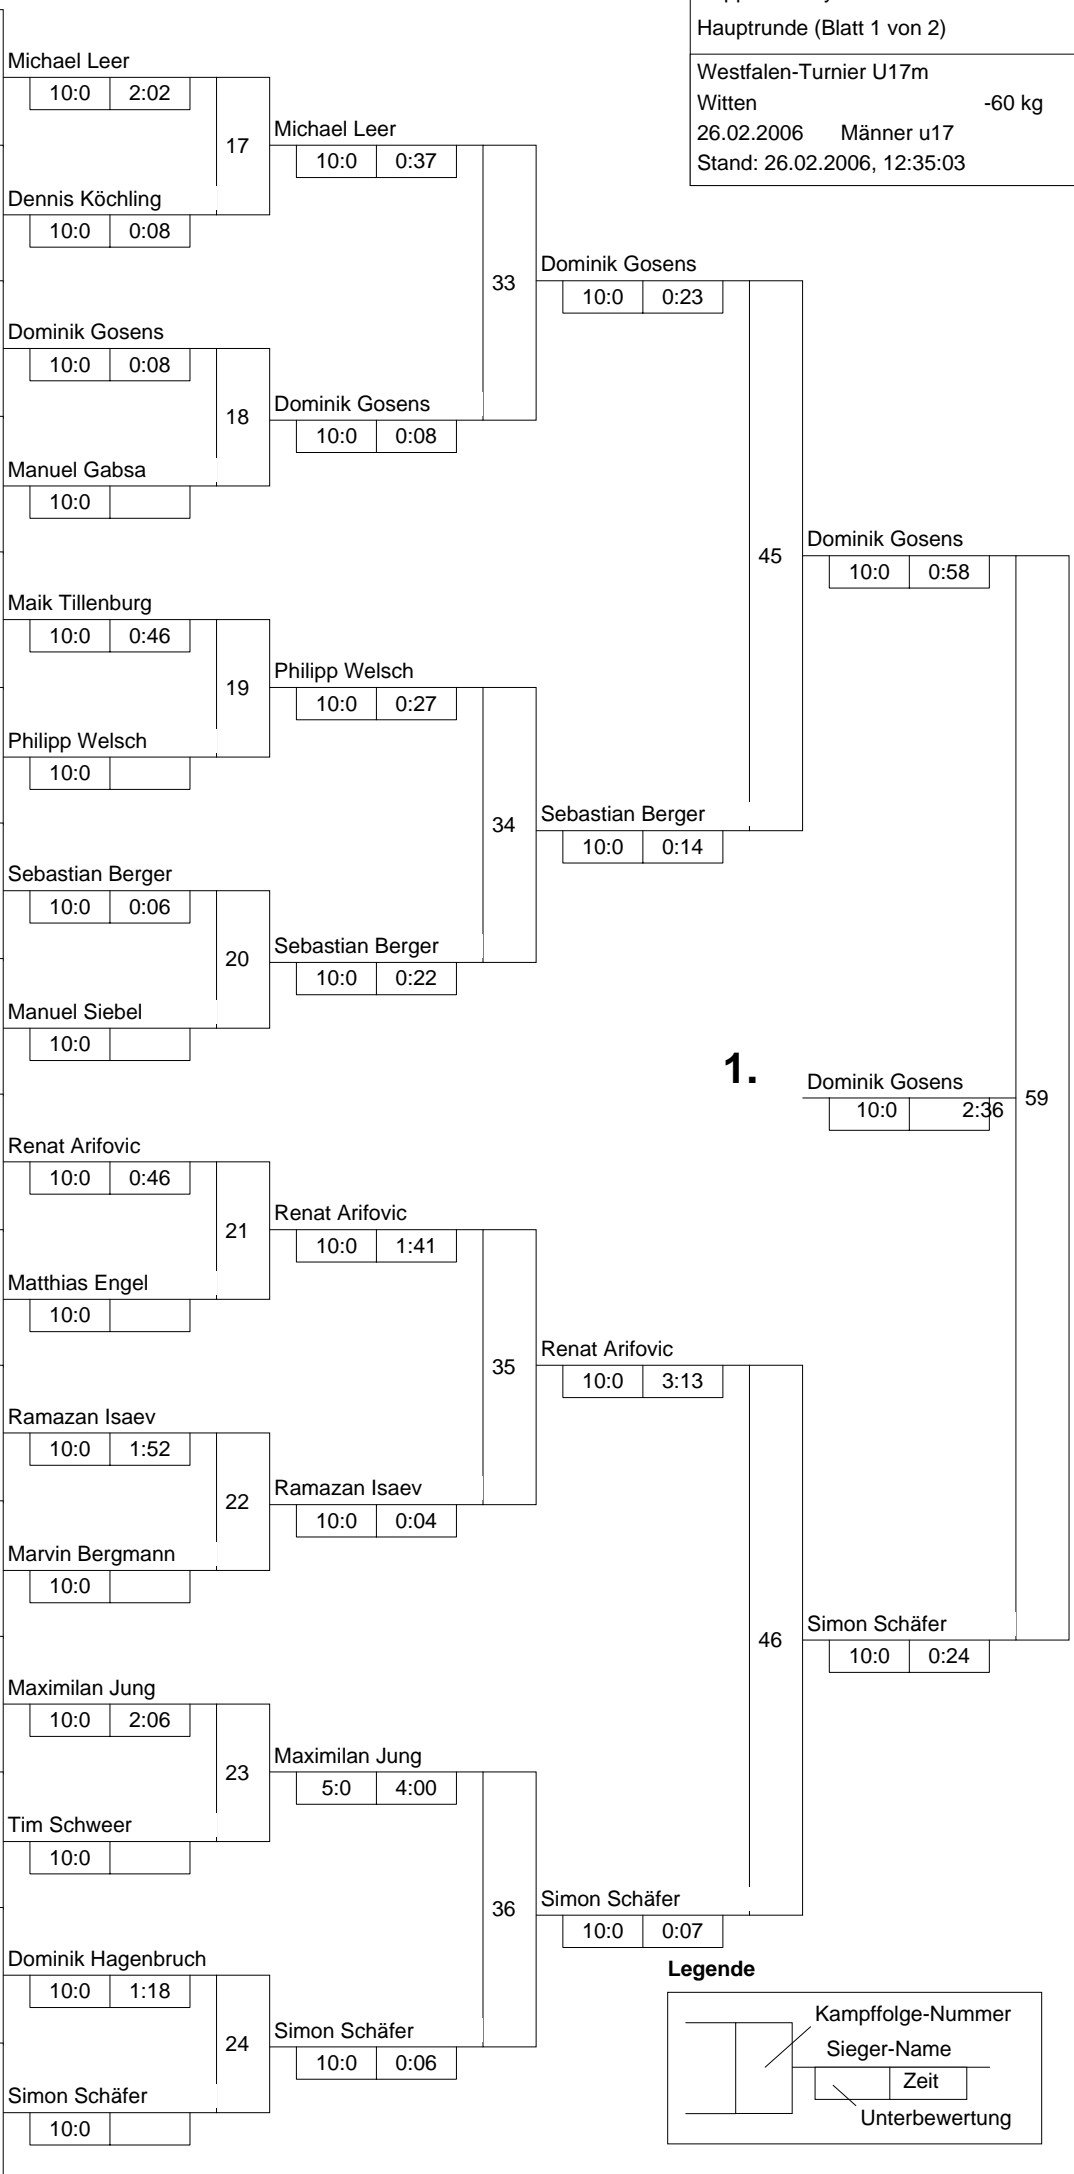 Hauptrunde (Blatt 1 von 2)
Westfalen-Turnier U17m
Witten -60 kg
26.02.2006 Männer u17
Stand: 26.02.2006, 12:35:03
Michael Leer
10:0 2:02
17
Michael Leer
10:0 0:37
Dennis Köchling
10:0 0:08
33
Dominik Gosens
10:0 0:23
Dominik Gosens
10:0 0:08
18
Dominik Gosens
10:0 0:08
Manuel Gabsa
10:0
45
Dominik Gosens
10:0 0:58
Maik Tillenburg
10:0 0:46
19
Philipp Welsch
10:0 0:27
Philipp Welsch
10:0
34
Sebastian Berger
10:0 0:14
Sebastian Berger
10:0 0:06
20
Sebastian Berger
10:0 0:22
Manuel Siebel
10:0
1.
Dominik Gosens
10:0 2:36
59
Renat Arifovic
10:0 0:46
21
Renat Arifovic
10:0 1:41
Matthias Engel
10:0
35
Renat Arifovic
10:0 3:13
Ramazan Isaev
10:0 1:52
22
Ramazan Isaev
10:0 0:04
Marvin Bergmann
10:0
46
Simon Schäfer
10:0 0:24
Maximilan Jung
10:0 2:06
23
Maximilan Jung
5:0 4:00
Tim Schweer
10:0
36
Simon Schäfer
10:0 0:07
Dominik Hagenbruch
10:0 1:18
24
Simon Schäfer
10:0 0:06
Simon Schäfer
10:0
Legende
Kampffolge-Nummer
Sieger-Name
Zeit
Unterbewertung